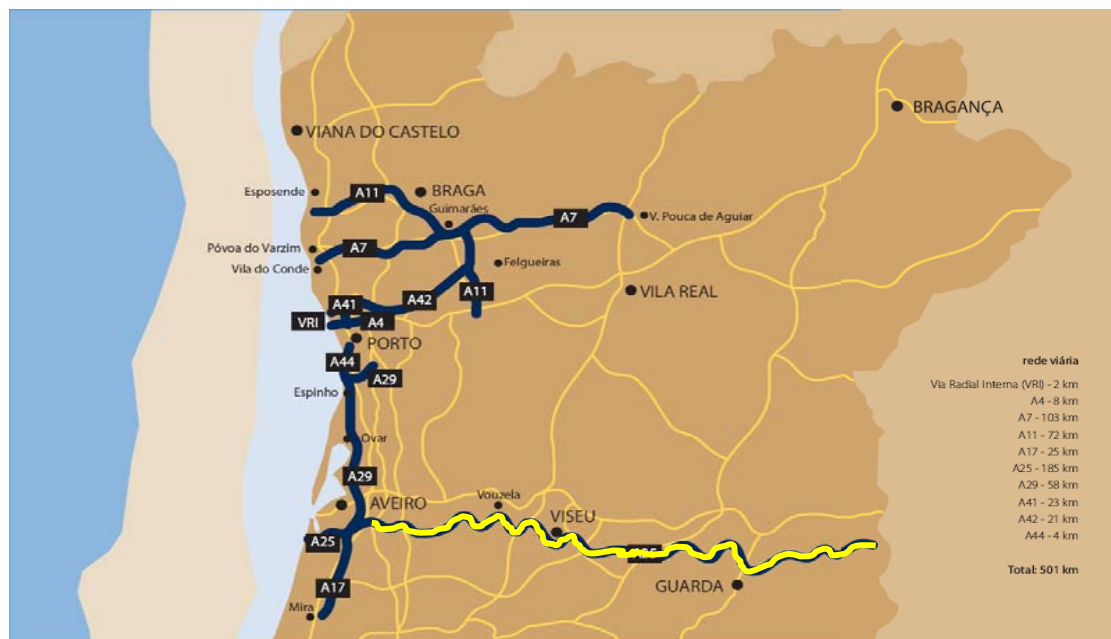 BRAGANÇA
VIANA DO CASTELO
Esposende
A11
BRAGA
Guimarães
A7
V. Pouca de Aguiar
Póvoa do Varzim
A7
Vila do Conde
Felgueiras
A11
VILA REAL
A41
A42
VRI
A4
PORTO
A44
A29
Espinho
Ovar
A29
AVEIRO
Vouzela
VISEU
A25
A17
GUARDA
Mira
rede viária
Via Radial Interna (VRI) - 2 km
A4 - 8 km
A7 - 103 km
A11 - 72 km
A17 - 25 km
A25 - 185 km
A29 - 58 km
A41 - 23 km
A42 - 21 km
A44 - 4 km
Total: 501 km